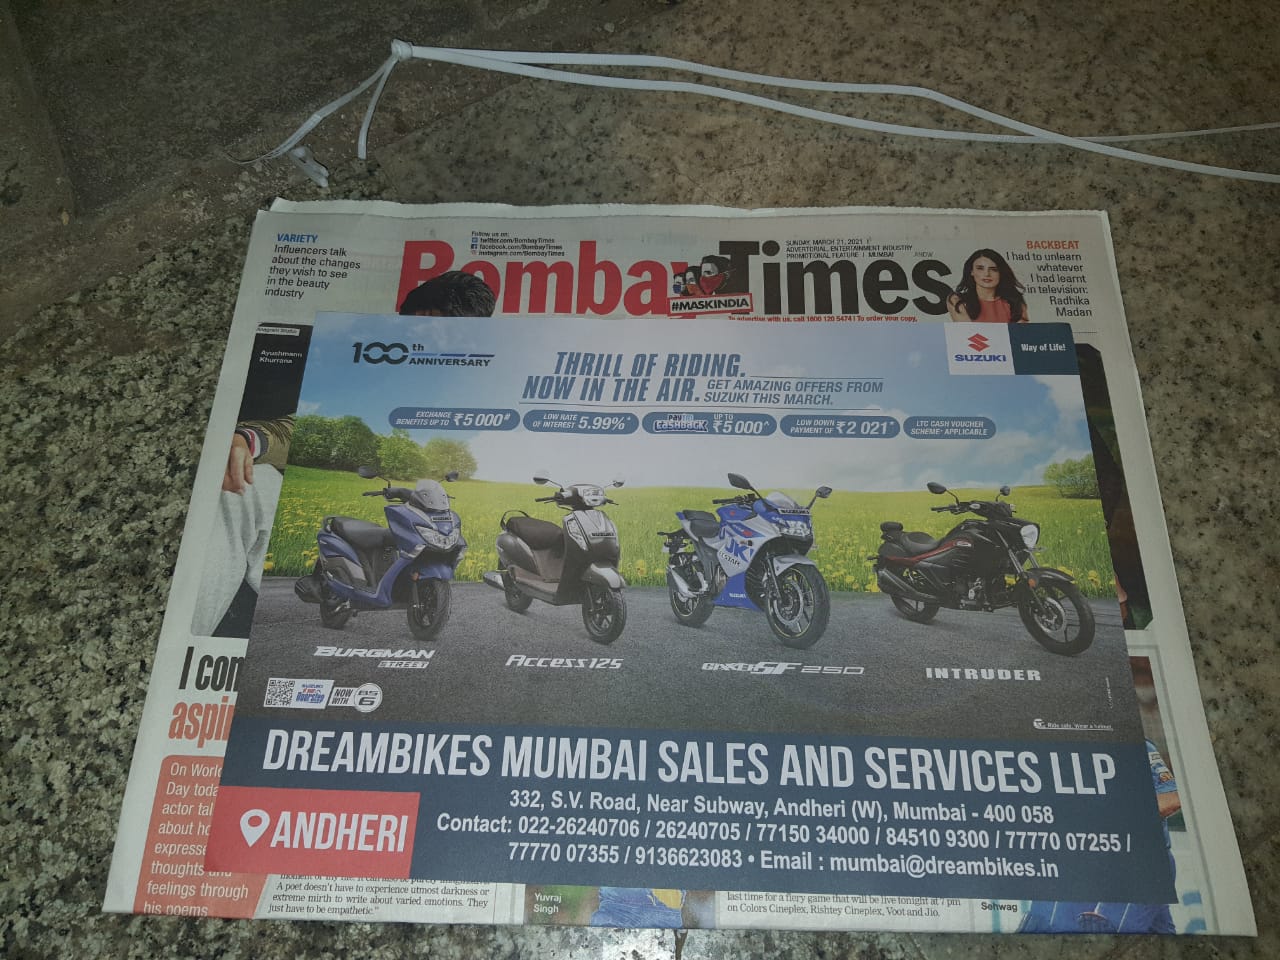 VARIETY
Influencers talk
about the changes
they wish to see
in the beauty
industry
Follow us on:
twitter.com/BombayTimes
facebook.com/BombayTimes
instagram.com/BombayTimes
Bombay Times
#MASKINDIA
SUNDAY, MARCH 21, 2021
ADVERTORIAL, ENTERTAINMENT INDUSTRY
PROMOTIONAL FEATURE | MUMBAI
To advertise with us, call 1800 120 5474 | To order your copy,
BACKBEAT
I had to unlearn
whatever
I had learnt
in television:
Radhika
Madan
Ayushmann
Khurrana
100th
ANNIVERSARY
THRILL OF RIDING.
NOW IN THE AIR.
GET AMAZING OFFERS FROM
SUZUKI THIS MARCH.
SUZUKI
Way of Life!
EXCHANGE
BENEFITS UP TO ₹5 000#
LOW RATE
OF INTEREST 5.99%*
paytm
cashback
UP TO
₹5 000^
LOW DOWN
PAYMENT OF ₹2 021*
LTC CASH VOUCHER
SCHEME* APPLICABLE
BURGMAN
STREET
Access125
GIXXER SF 250
INTRUDER
NOW
WITH
BS
6
Ride safe. Wear a helmet.
DREAMBIKES MUMBAI SALES AND SERVICES LLP
ANDHERI
332, S.V. Road, Near Subway, Andheri (W), Mumbai - 400 058
Contact: 022-26240706 / 26240705 / 77150 34000 / 84510 9300 / 77770 07255 /
77770 07355 / 9136623083 • Email : mumbai@dreambikes.in
I con
aspir
On World
Day toda
actor tal
about ho
expresse
thoughts and
feelings through
his poems
A poet doesn't have to experience utmost darkness or
extreme mirth to write about varied emotions. They
just have to be empathetic."
Yuvraj
Singh
last time for a fiery game that will be live tonight at 7 pm
on Colors Cineplex, Rishtey Cineplex, Voot and Jio.
Sehwag